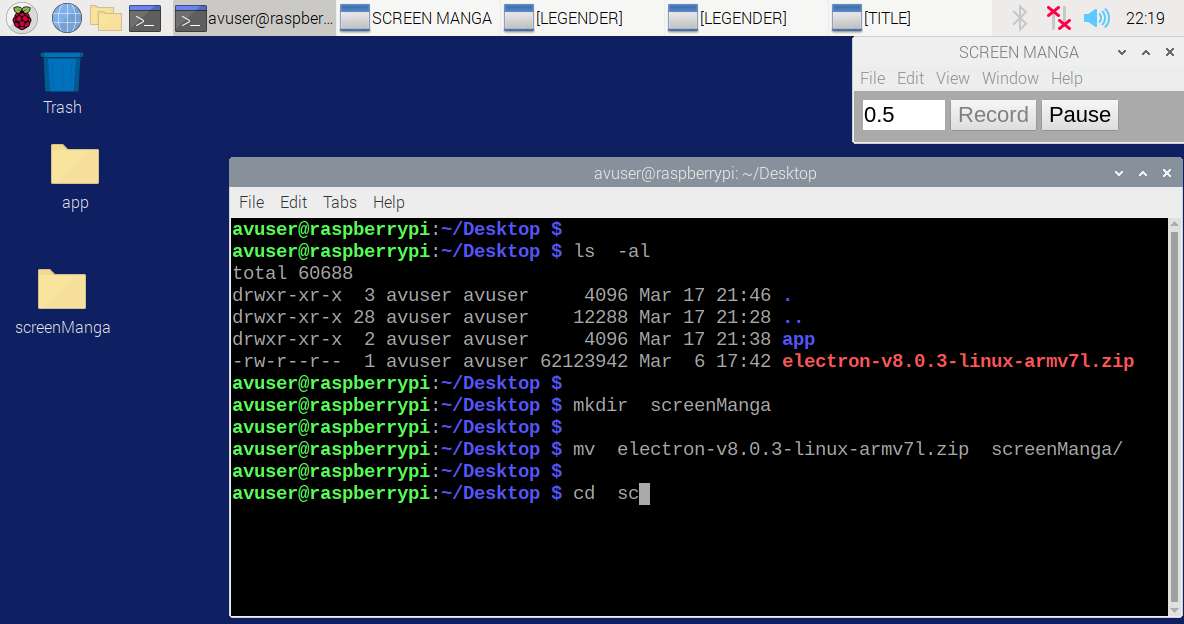 avuser@raspber... SCREEN MANGA [LEGENDER] [LEGENDER] [TITLE] 22:19
SCREEN MANGA
File Edit View Window Help
0.5 Record Pause
Trash
app
screenManga
avuser@raspberrypi: ~/Desktop
File Edit Tabs Help
avuser@raspberrypi:~/Desktop $
avuser@raspberrypi:~/Desktop $ ls  -al
total 60688
drwxr-xr-x  3 avuser avuser     4096 Mar 17 21:46 .
drwxr-xr-x 28 avuser avuser    12288 Mar 17 21:28 ..
drwxr-xr-x  2 avuser avuser     4096 Mar 17 21:38 app
-rw-r--r--  1 avuser avuser 62123942 Mar  6 17:42 electron-v8.0.3-linux-armv7l.zip
avuser@raspberrypi:~/Desktop $
avuser@raspberrypi:~/Desktop $ mkdir  screenManga
avuser@raspberrypi:~/Desktop $
avuser@raspberrypi:~/Desktop $ mv  electron-v8.0.3-linux-armv7l.zip  screenManga/
avuser@raspberrypi:~/Desktop $
avuser@raspberrypi:~/Desktop $ cd  sc